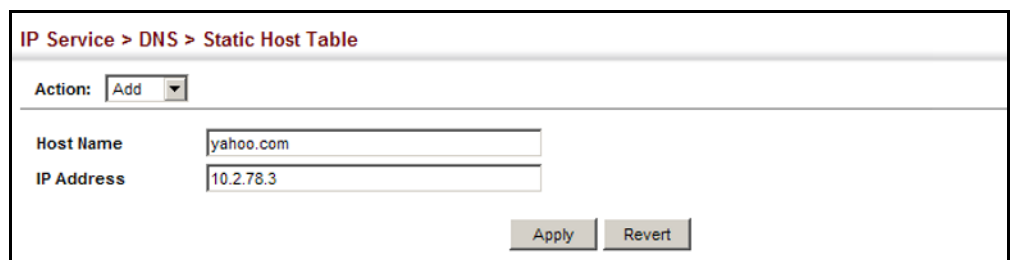 IP Service > DNS > Static Host Table
Action: Add
Host Name yahoo.com
IP Address 10.2.78.3
Apply Revert